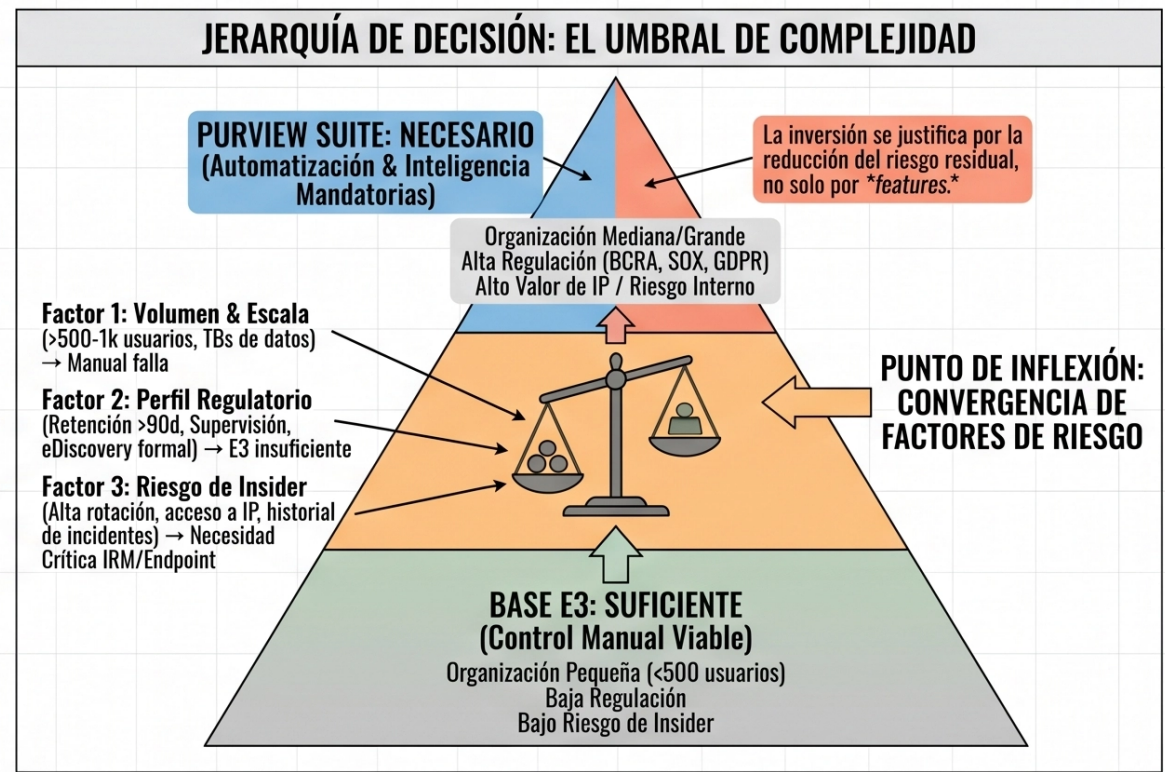 JERARQUÍA DE DECISIÓN: EL UMBRAL DE COMPLEJIDAD
PURVIEW SUITE: NECESARIO
(Automatización & Inteligencia
Mandatorias)
La inversión se justifica por la
reducción del riesgo residual,
no solo por *features.*
Organización Mediana/Grande
Alta Regulación (BCRA, SOX, GDPR)
Alto Valor de IP / Riesgo Interno
Factor 1: Volumen & Escala
(>500-1k usuarios, TBs de datos)
→ Manual falla
Factor 2: Perfil Regulatorio
(Retención >90d, Supervisión,
eDiscovery formal) → E3 insuficiente
Factor 3: Riesgo de Insider
(Alta rotación, acceso a IP, historial
de incidentes) → Necesidad
Crítica IRM/Endpoint
PUNTO DE INFLEXIÓN:
CONVERGENCIA DE
FACTORES DE RIESGO
BASE E3: SUFICIENTE
(Control Manual Viable)
Organización Pequeña (<500 usuarios)
Baja Regulación
Bajo Riesgo de Insider